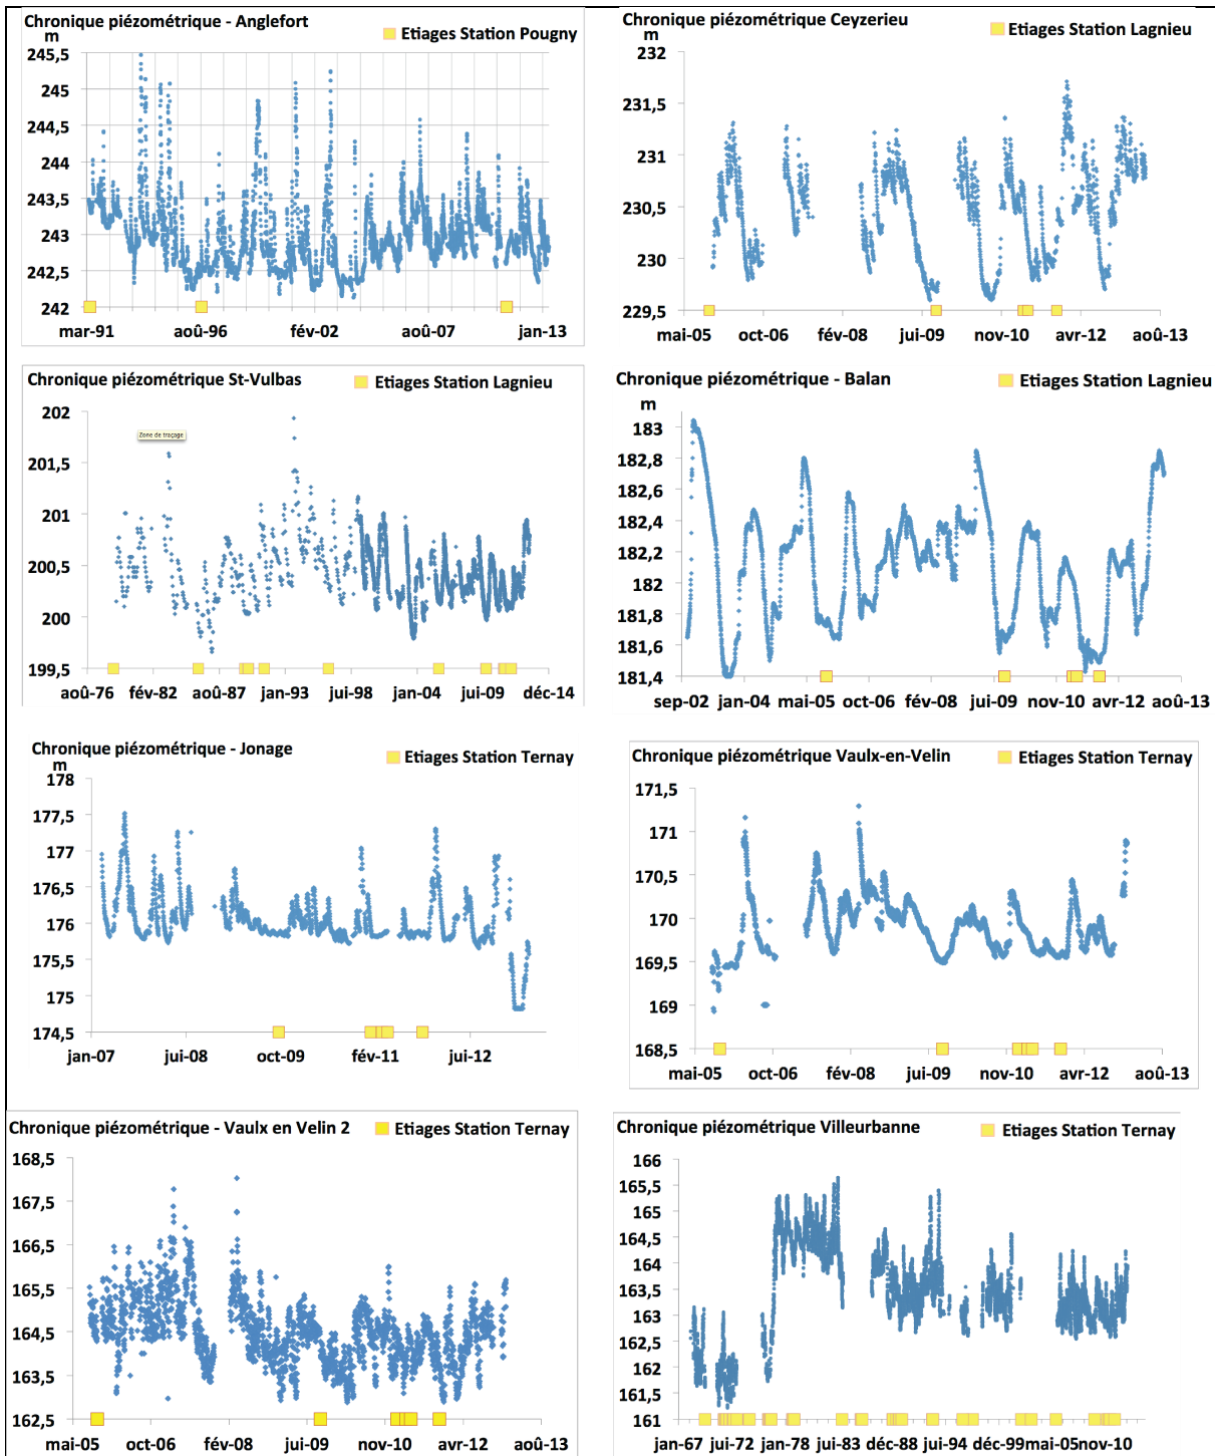 Chronique piézométrique - Anglefort
Etiages Station Pougny
m
245,5
245
244,5
244
243,5
243
242,5
242
mar-91 aoû-96 fév-02 aoû-07 jan-13
Chronique piézométrique Ceyzerieu
Etiages Station Lagnieu
m
232
231,5
231
230,5
230
229,5
mai-05 oct-06 fév-08 jui-09 nov-10 avr-12 aoû-13
Chronique piézométrique St-Vulbas
Etiages Station Lagnieu
m
202
Zone de traçage
201,5
201
200,5
200
199,5
aoû-76 fév-82 aoû-87 jan-93 jui-98 jan-04 jui-09 déc-14
Chronique piézométrique - Balan
Etiages Station Lagnieu
m
183
182,8
182,6
182,4
182,2
182
181,8
181,6
181,4
sep-02 jan-04 mai-05 oct-06 fév-08 jui-09 nov-10 avr-12 aoû-13
Chronique piézométrique - Jonage
Etiages Station Ternay
m
178
177,5
177
176,5
176
175,5
175
174,5
jan-07 jui-08 oct-09 fév-11 jui-12
Chronique piézométrique Vaulx-en-Velin
Etiages Station Ternay
171,5
171
170,5
170
169,5
169
168,5
mai-05 oct-06 fév-08 jui-09 nov-10 avr-12 aoû-13
Chronique piézométrique - Vaulx en Velin 2
Etiages Station Ternay
168,5
167,5
166,5
165,5
164,5
163,5
162,5
mai-05 oct-06 fév-08 jui-09 nov-10 avr-12 aoû-13
Chronique piézométrique Villeurbanne
Etiages Station Ternay
166
165,5
165
164,5
164
163,5
163
162,5
162
161,5
161
jan-67 jui-72 jan-78 jui-83 déc-88 jui-94 déc-99 mai-05 nov-10